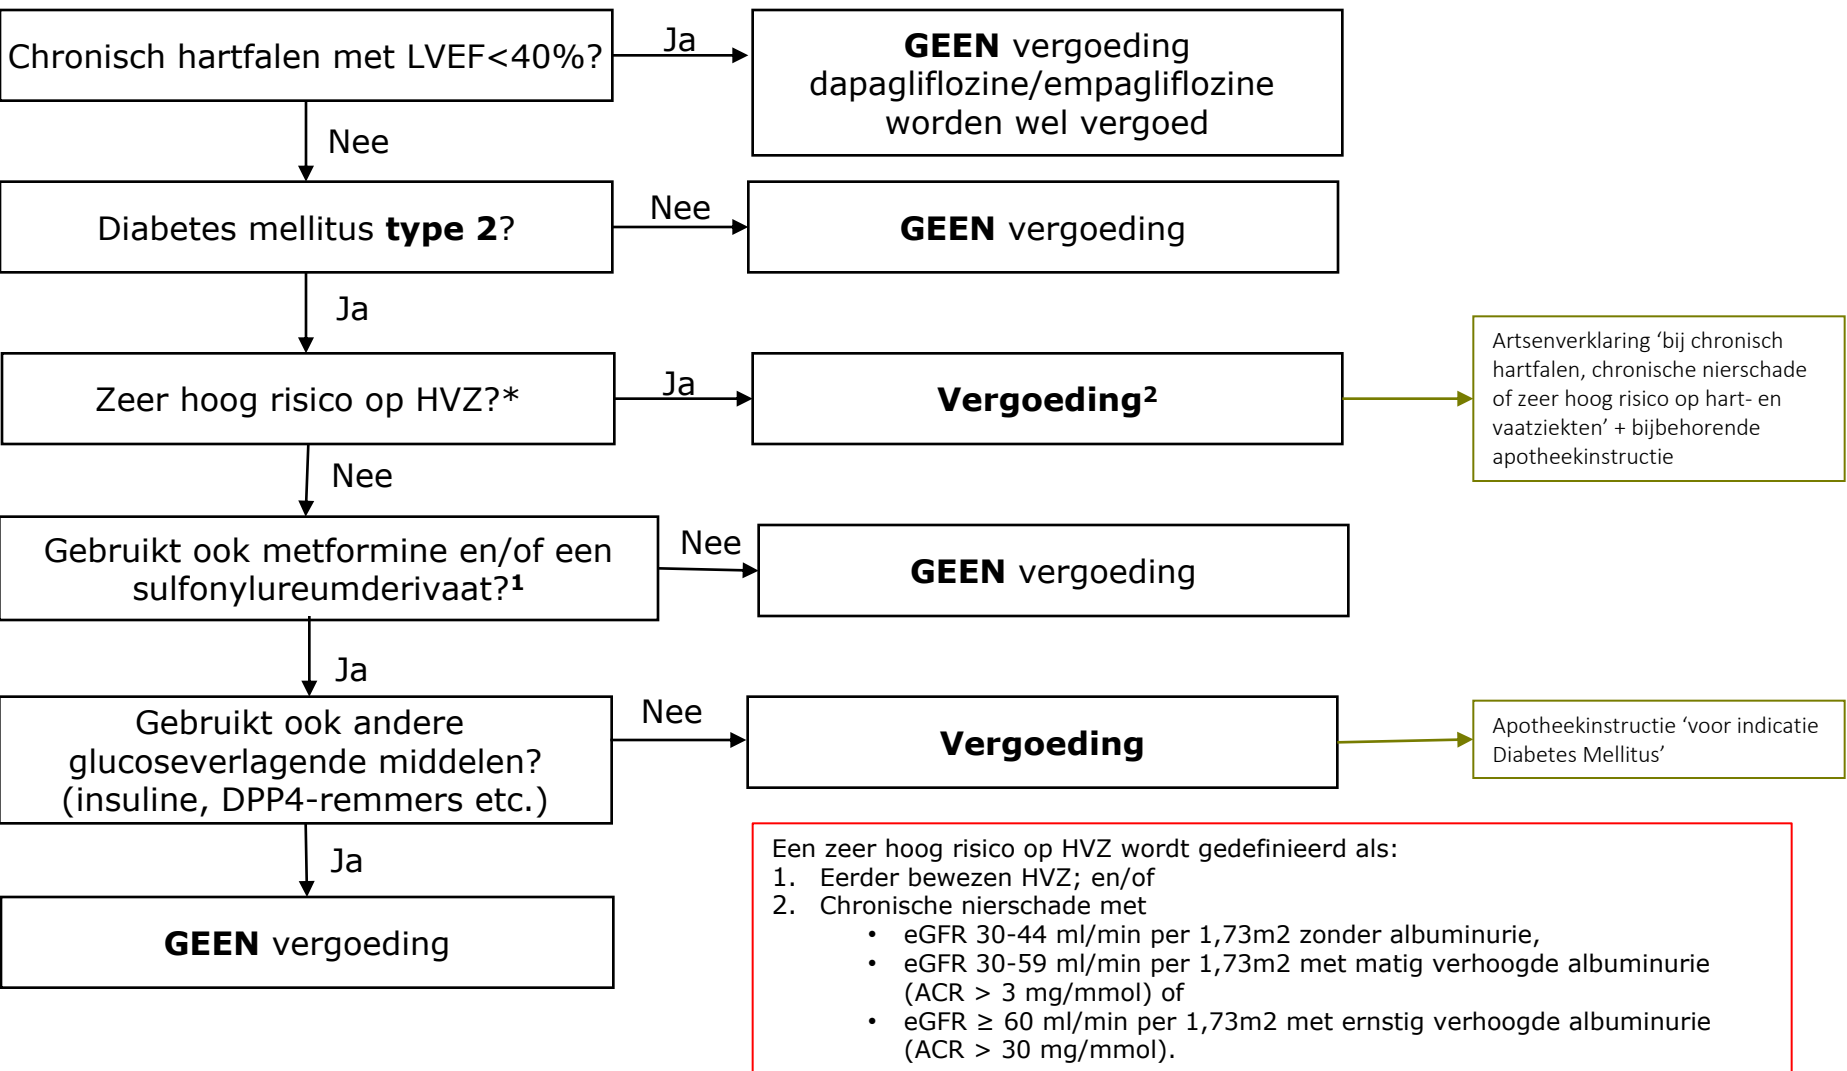 Chronisch hartfalen met LVEF<40%?
Ja
GEEN vergoeding
dapagliflozine/empagliflozine
worden wel vergoed
Nee
Diabetes mellitus type 2?
Nee
GEEN vergoeding
Ja
Zeer hoog risico op HVZ?*
Ja
Vergoeding²
Artsenverklaring ‘bij chronisch
hartfalen, chronische nierschade
of zeer hoog risico op hart- en
vaatziekten’ + bijbehorende
apotheekinstructie
Nee
Gebruikt ook metformine en/of een
sulfonylureumderivaat?¹
Nee
GEEN vergoeding
Ja
Gebruikt ook andere
glucoseverlagende middelen?
(insuline, DPP4-remmers etc.)
Nee
Vergoeding
Apotheekinstructie ‘voor indicatie
Diabetes Mellitus’
Ja
GEEN vergoeding
Een zeer hoog risico op HVZ wordt gedefinieerd als:
1. Eerder bewezen HVZ; en/of
2. Chronische nierschade met
• eGFR 30-44 ml/min per 1,73m2 zonder albuminurie,
• eGFR 30-59 ml/min per 1,73m2 met matig verhoogde albuminurie
(ACR > 3 mg/mmol) of
• eGFR ≥ 60 ml/min per 1,73m2 met ernstig verhoogde albuminurie
(ACR > 30 mg/mmol).